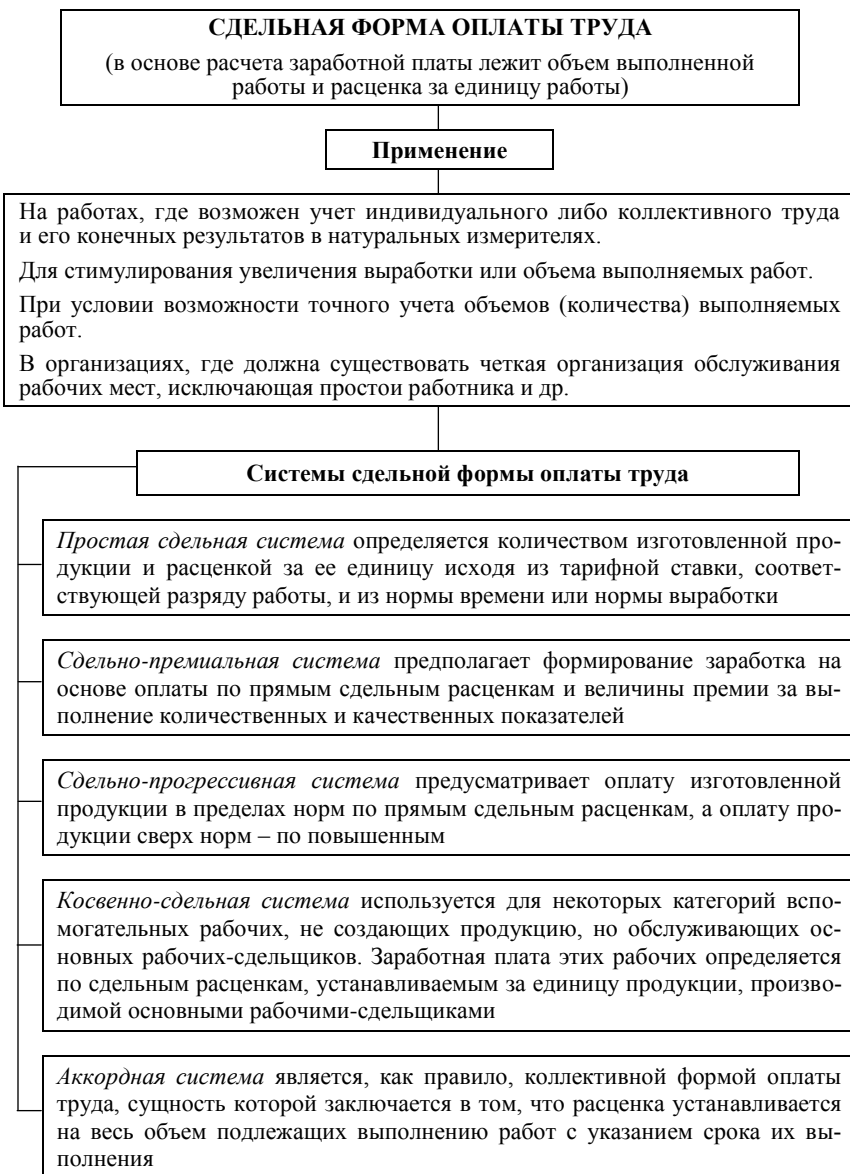 СДЕЛЬНАЯ ФОРМА ОПЛАТЫ ТРУДА
(в основе расчета заработной платы лежит объем выполненной
работы и расценка за единицу работы)
Применение
На работах, где возможен учет индивидуального либо коллективного труда
и его конечных результатов в натуральных измерителях.
Для стимулирования увеличения выработки или объема выполняемых работ.
При условии возможности точного учета объемов (количества) выполняемых
работ.
В организациях, где должна существовать четкая организация обслуживания
рабочих мест, исключающая простои работника и др.
Системы сдельной формы оплаты труда
Простая сдельная система определяется количеством изготовленной про-
дукции и расценкой за ее единицу исходя из тарифной ставки, соответ-
ствующей разряду работы, и из нормы времени или нормы выработки
Сдельно-премиальная система предполагает формирование заработка на
основе оплаты по прямым сдельным расценкам и величины премии за вы-
полнение количественных и качественных показателей
Сдельно-прогрессивная система предусматривает оплату изготовленной
продукции в пределах норм по прямым сдельным расценкам, а оплату про-
дукции сверх норм – по повышенным
Косвенно-сдельная система используется для некоторых категорий вспо-
могательных рабочих, не создающих продукцию, но обслуживающих ос-
новных рабочих-сдельщиков. Заработная плата этих рабочих определяется
по сдельным расценкам, устанавливаемым за единицу продукции, произво-
димой основными рабочими-сдельщиками
Аккордная система является, как правило, коллективной формой оплаты
труда, сущность которой заключается в том, что расценка устанавливается
на весь объем подлежащих выполнению работ с указанием срока их вы-
полнения